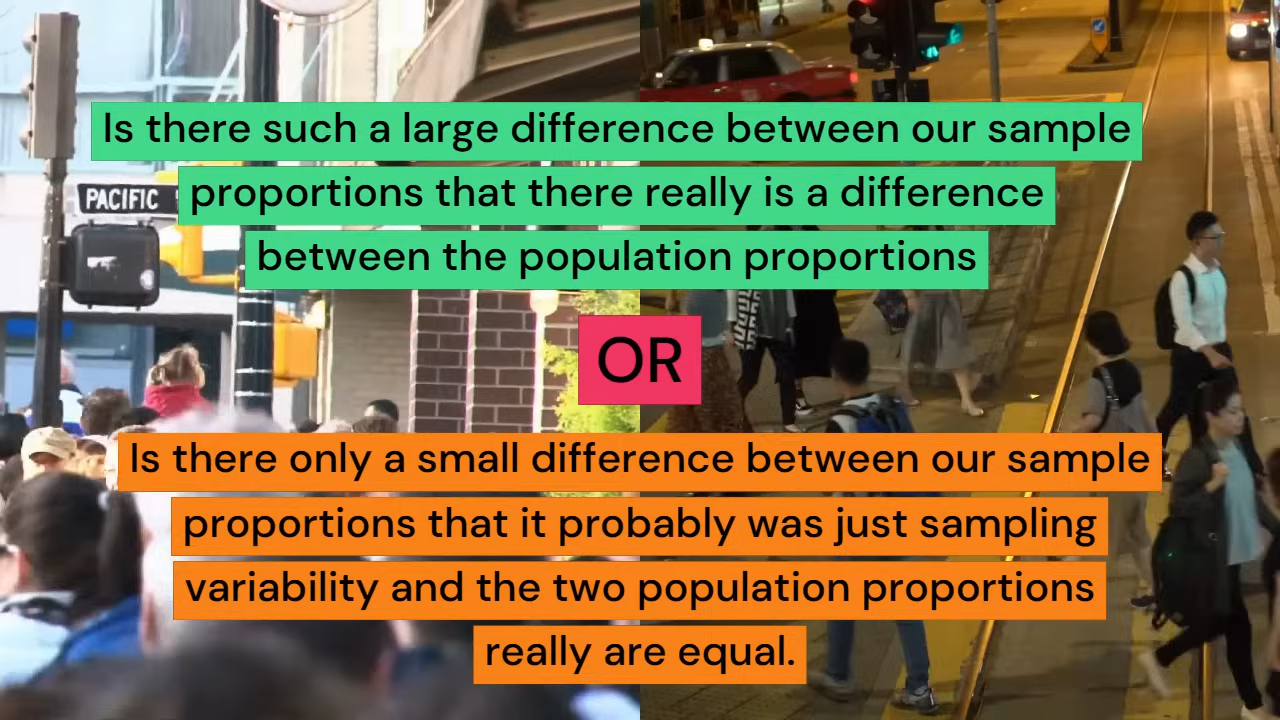 Is there such a large difference between our sample
proportions that there really is a difference
PACIFIC
between the population proportions
OR
Is there only a small difference between our sample
proportions that it probably was just sampling
variability and the two population proportions
really are equal.